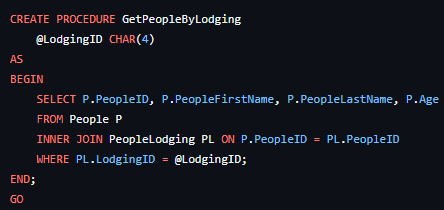 CREATE PROCEDURE GetPeopleByLodging
    @LodgingID CHAR(4)
AS
BEGIN
    SELECT P.PeopleID, P.PeopleFirstName, P.PeopleLastName, P.Age
    FROM People P
    INNER JOIN PeopleLodging PL ON P.PeopleID = PL.PeopleID
    WHERE PL.LodgingID = @LodgingID;
END;
GO